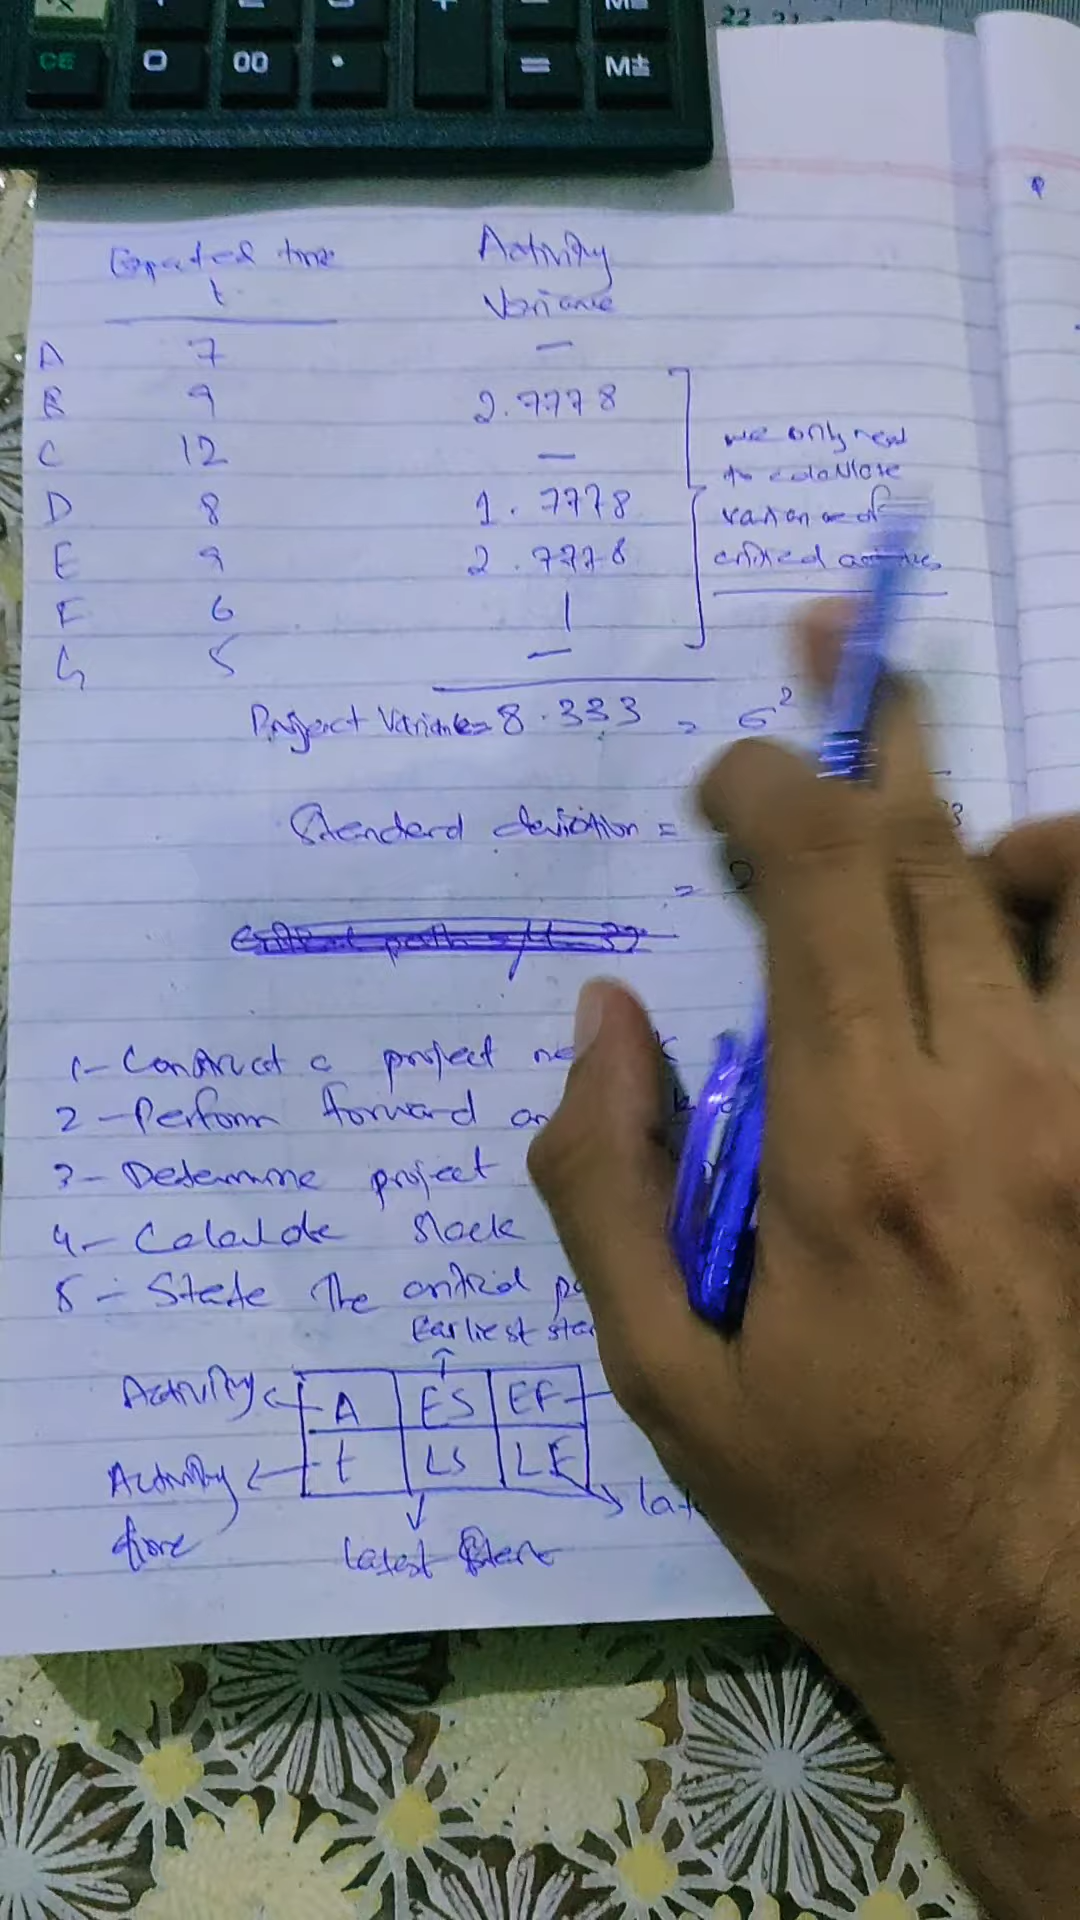 CE 0 00 . = M±
22 21
Expected time
t
Activity
Variance
A 7 —
B 9 2.7778
C 12 —
D 8 1.7778
E 9 2.7778
F 6 1
G 5 —
we only need
to calculate
variance of
critical activities
Project Variance = 8.333 = σ²
Standard deviation =
=
1- Construct a project
2- Perform forward
3- Determine project
4- Calculate Slack
5- State the critical
Earliest
Activity A ES EF
Activity t LS LF
time Latest Start